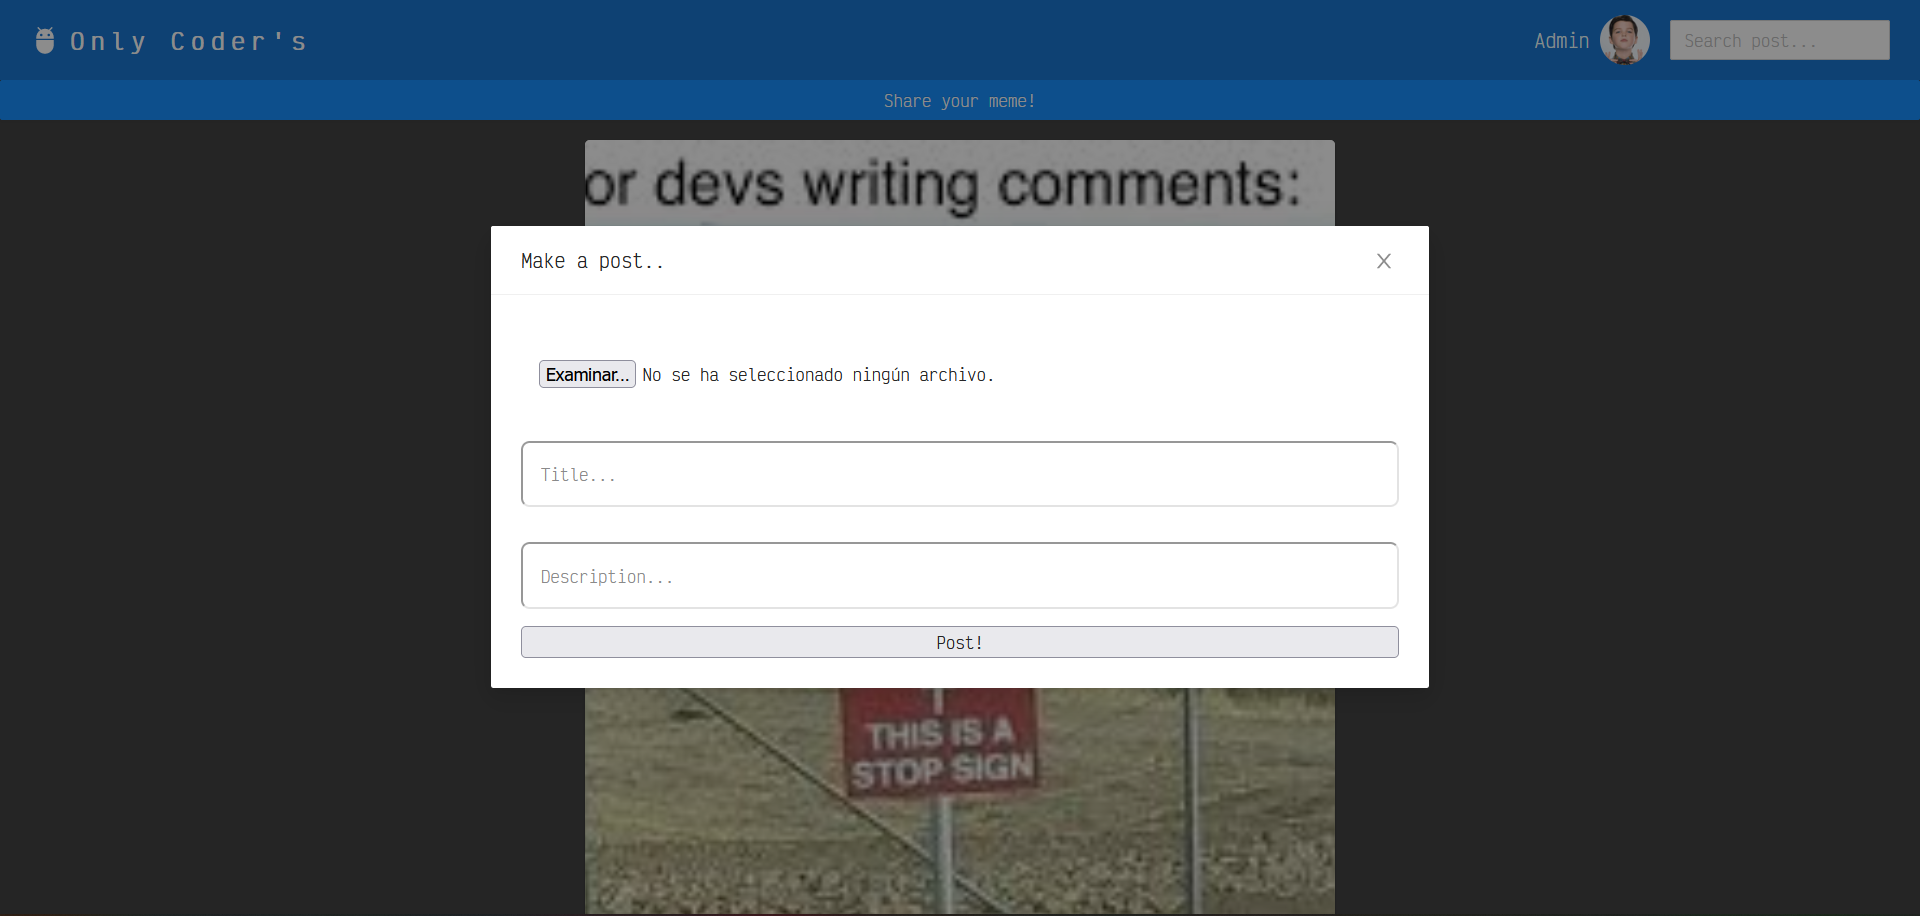 Only Coder's
Admin
Search post...
Share your meme!
or devs writing comments:
Make a post..
Examinar... No se ha seleccionado ningún archivo.
Title...
Description...
Post!
THIS IS A
STOP SIGN